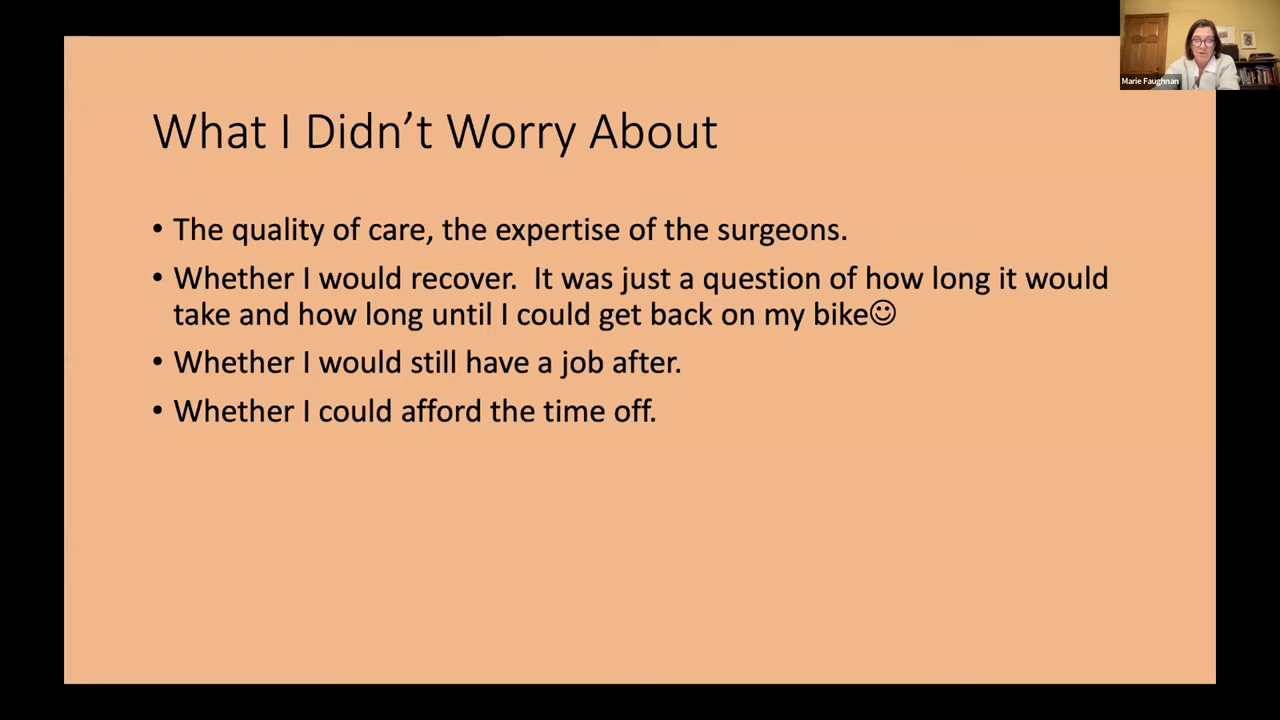 Marie Faughnan
What I Didn’t Worry About
• The quality of care, the expertise of the surgeons.
• Whether I would recover.  It was just a question of how long it would
take and how long until I could get back on my bike☺
• Whether I would still have a job after.
• Whether I could afford the time off.